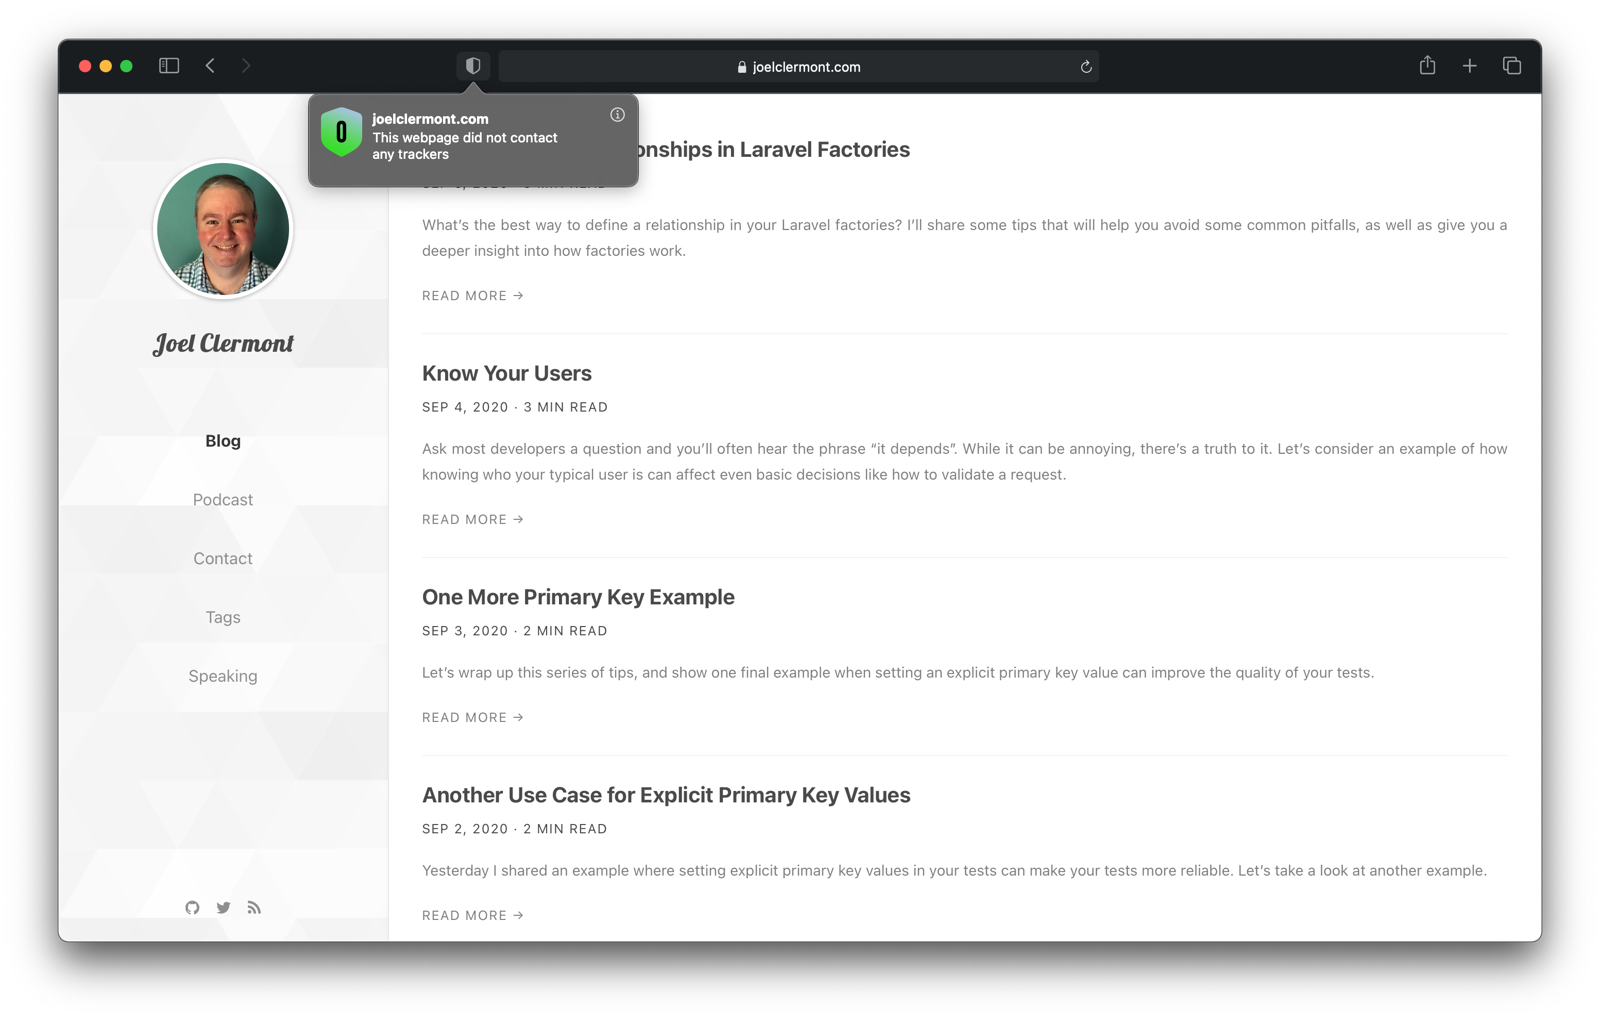 joelclermont.com
0
joelclermont.com
This webpage did not contact
any trackers
Joel Clermont
Blog
Podcast
Contact
Tags
Speaking
in Laravel Factories
What’s the best way to define a relationship in your Laravel factories? I’ll share some tips that will help you avoid some common pitfalls, as well as give you a
deeper insight into how factories work.
READ MORE →
Know Your Users
SEP 4, 2020 · 3 MIN READ
Ask most developers a question and you’ll often hear the phrase “it depends”. While it can be annoying, there’s a truth to it. Let’s consider an example of how
knowing who your typical user is can affect even basic decisions like how to validate a request.
READ MORE →
One More Primary Key Example
SEP 3, 2020 · 2 MIN READ
Let’s wrap up this series of tips, and show one final example when setting an explicit primary key value can improve the quality of your tests.
READ MORE →
Another Use Case for Explicit Primary Key Values
SEP 2, 2020 · 2 MIN READ
Yesterday I shared an example where setting explicit primary key values in your tests can make your tests more reliable. Let’s take a look at another example.
READ MORE →